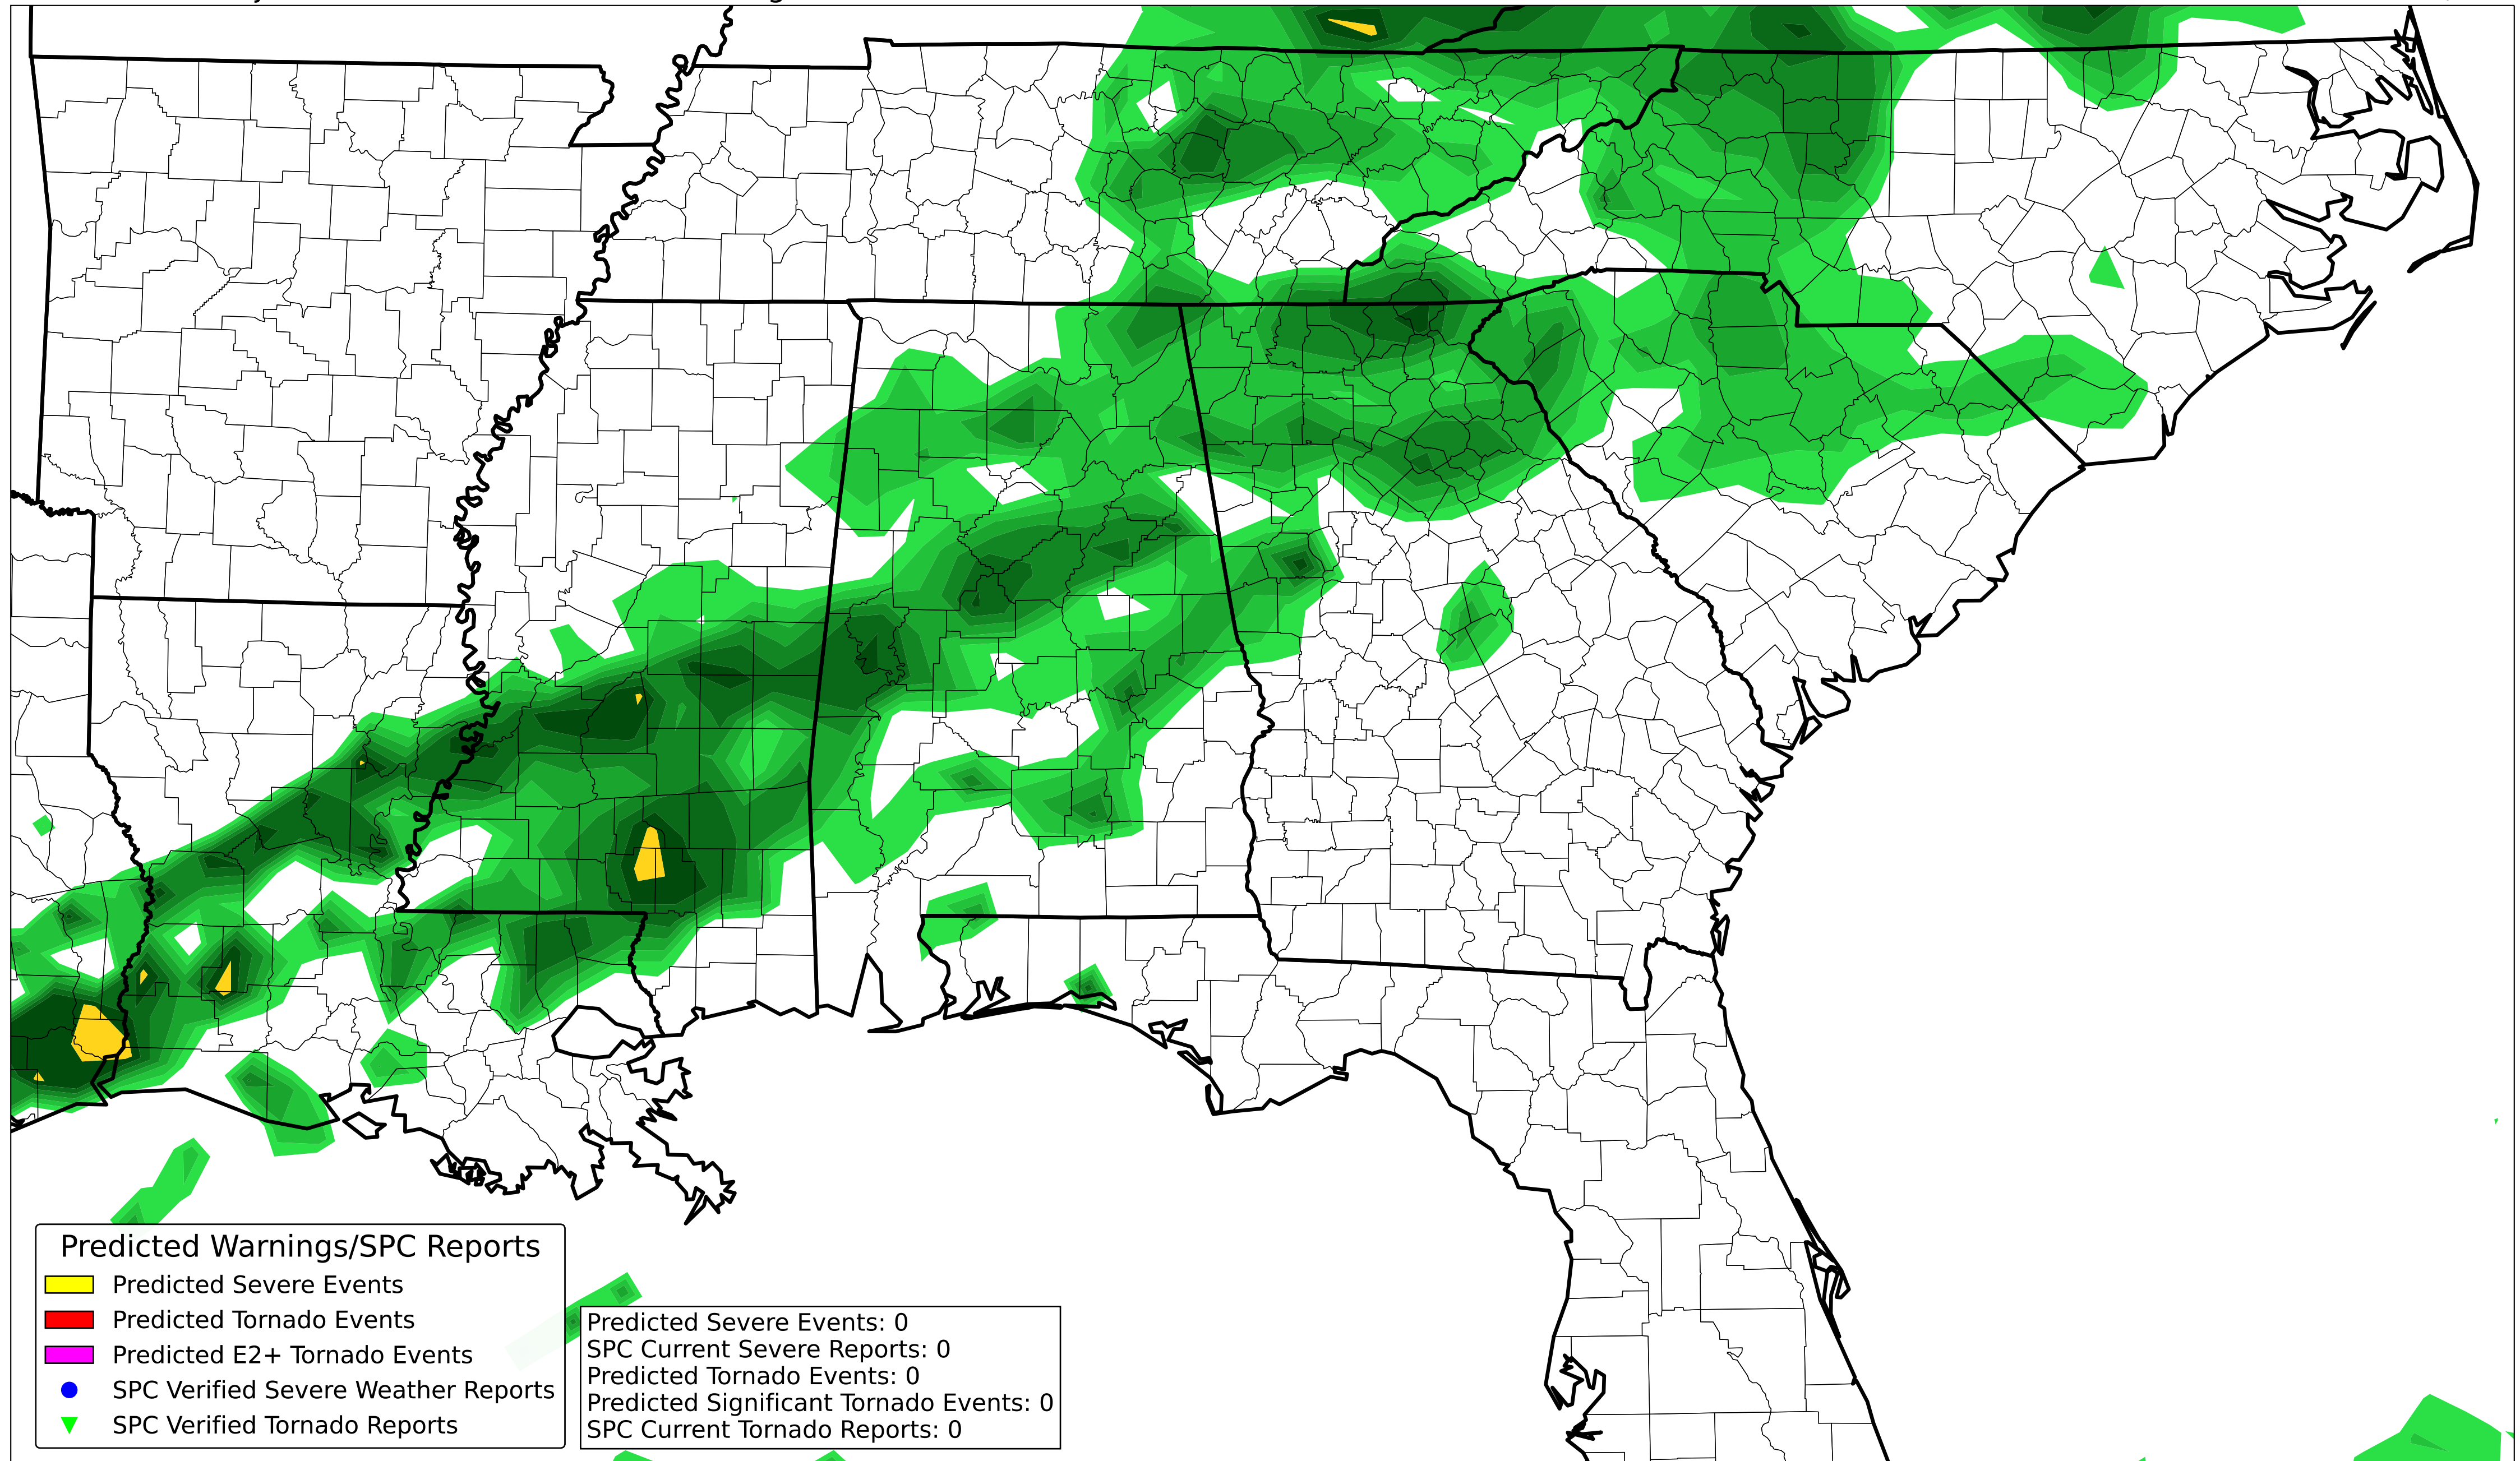 Predicted Warnings/SPC Reports
Predicted Severe Events
Predicted Tornado Events
Predicted E2+ Tornado Events
SPC Verified Severe Weather Reports
SPC Verified Tornado Reports
Predicted Severe Events: 0
SPC Current Severe Reports: 0
Predicted Tornado Events: 0
Predicted Significant Tornado Events: 0
SPC Current Tornado Reports: 0